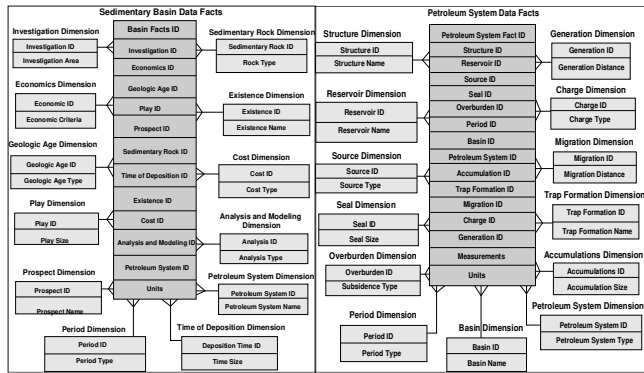 Sedimentary Basin Data Facts
Investigation Dimension
Investigation ID
Investigation Area
Economics Dimension
Economic ID
Economic Criteria
Geologic Age Dimension
Geologic Age ID
Geologic Age Type
Play Dimension
Play ID
Play Size
Prospect Dimension
Prospect ID
Prospect Name
Period Dimension
Period ID
Period Type
Basin Facts ID
Investigation ID
Economics ID
Geologic Age ID
Play ID
Prospect ID
Sedimentary Rock ID
Time of Deposition ID
Existence ID
Cost ID
Analysis and Modeling ID
Petroleum System ID
Units
Sedimentary Rock Dimension
Sedimentary Rock ID
Rock Type
Existence Dimension
Existence ID
Existence Name
Cost Dimension
Cost ID
Cost Type
Analysis and Modeling
Dimension
Analysis ID
Analysis Type
Petroleum System Dimension
Petroleum System ID
Petroleum System Name
Time of Deposition Dimension
Deposition Time ID
Time Size
Petroleum System Data Facts
Structure Dimension
Structure ID
Structure Name
Reservoir Dimension
Reservoir ID
Reservoir Name
Source Dimension
Source ID
Source Type
Seal Dimension
Seal ID
Seal Size
Overburden Dimension
Overburden ID
Subsidence Type
Period Dimension
Period ID
Period Type
Petroleum System Fact ID
Structure ID
Reservoir ID
Source ID
Seal ID
Overburden ID
Period ID
Basin ID
Petroleum System ID
Accumulation ID
Trap Formation ID
Migration ID
Charge ID
Generation ID
Measurements
Units
Basin Dimension
Basin ID
Basin Name
Generation Dimension
Generation ID
Generation Distance
Charge Dimension
Charge ID
Charge Type
Migration Dimension
Migration ID
Migration Distance
Trap Formation Dimension
Trap Formation ID
Trap Formation Name
Accumulations Dimension
Accumulations ID
Accumulation Size
Petroleum System Dimension
Petroleum System ID
Petroleum System Type